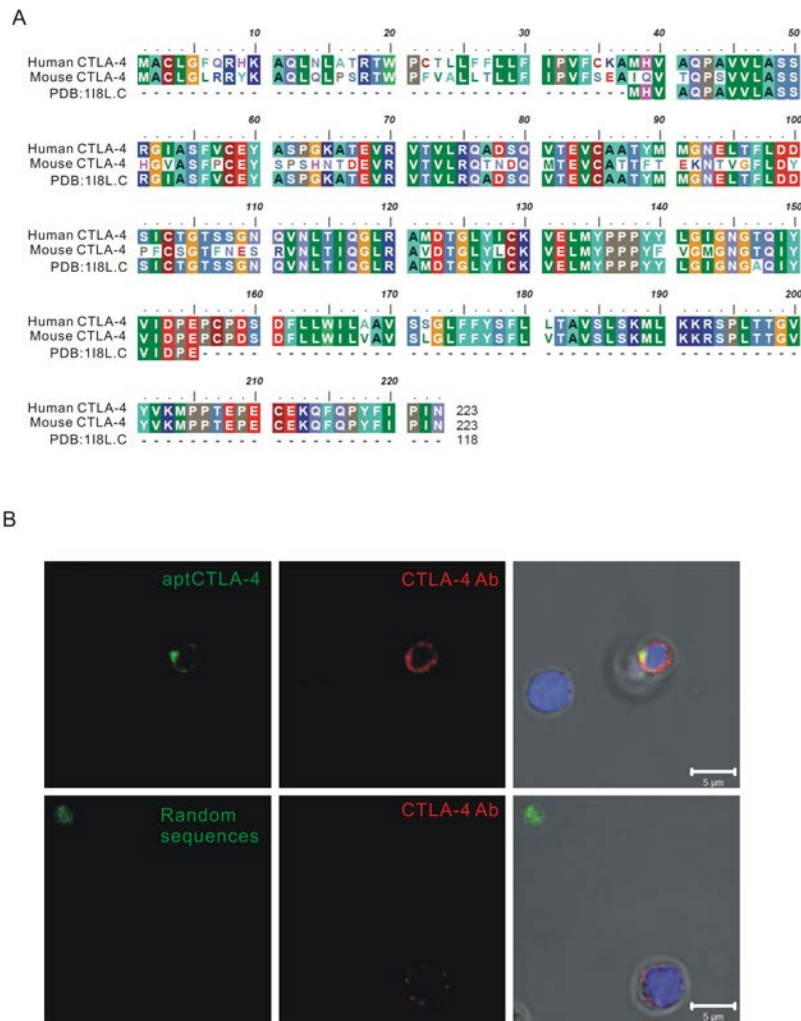 A
10 20 30 40 50
Human CTLA-4 MACLGFQRHK AQLNLATRTW PCTLLFFLLF IPVFCKAMHV AQPAVVLASS
Mouse CTLA-4 MACLGLRRYK AQLQLPSRTW PFVALLTLLF IPVFSEAIQV TQPSVVLASS
PDB:1I8L.C MHV AQPAVVLASS
60 70 80 90 100
Human CTLA-4 RGIASFVCEY ASPGKATEVR VTVLRQADSQ VTEVCAATYM MGNELTFLDD
Mouse CTLA-4 HGVASFPCEY SPSHNTDEVR VTVLRQTNDQ MTEVCATTFT EKNTVGFLDY
PDB:1I8L.C RGIASFVCEY ASPGKATEVR VTVLRQADSQ VTEVCAATYM MGNELTFLDD
110 120 130 140 150
Human CTLA-4 SICTGTSSGN QVNLTIQGLR AMDTGLYICK VELMYPPPYY LGIGNGTQIY
Mouse CTLA-4 PFCSGTFNES RVNLTIQGLR AVDTGLYLCK VELMYPPPYF VGMGNGTQIY
PDB:1I8L.C SICTGTSSGN QVNLTIQGLR AMDTGLYICK VELMYPPPYY LGIGNGAQIY
160 170 180 190 200
Human CTLA-4 VIDPEPCPDS DFLLWILAAV SSGLFFYSFL LTAVSLSKML KKRSPLTTGV
Mouse CTLA-4 VIDPEPCPDS DFLLWILVAV SLGLFFYSFL LTAVSLSKML KKRSPLTTGV
PDB:1I8L.C VIDPE----- ---------- ---------- ---------- ----------
210 220
Human CTLA-4 YVKMPPTEPE CEKQFQPYFI PIN 223
Mouse CTLA-4 YVKMPPTEPE CEKQFQPYFI PIN 223
PDB:1I8L.C ---------- ---------- --- 118
B
aptCTLA-4
CTLA-4 Ab
5 µm
Random
sequences
CTLA-4 Ab
5 µm